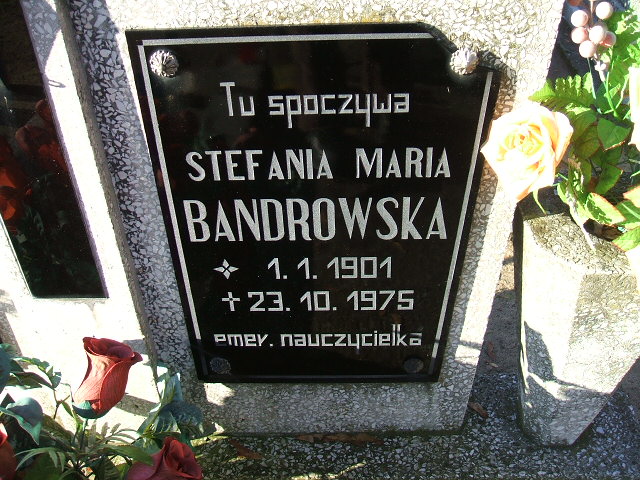 Tu spoczywa
STEFANIA MARIA
BANDROWSKA
1. 1. 1901
† 23. 10. 1975
emer. nauczycielka